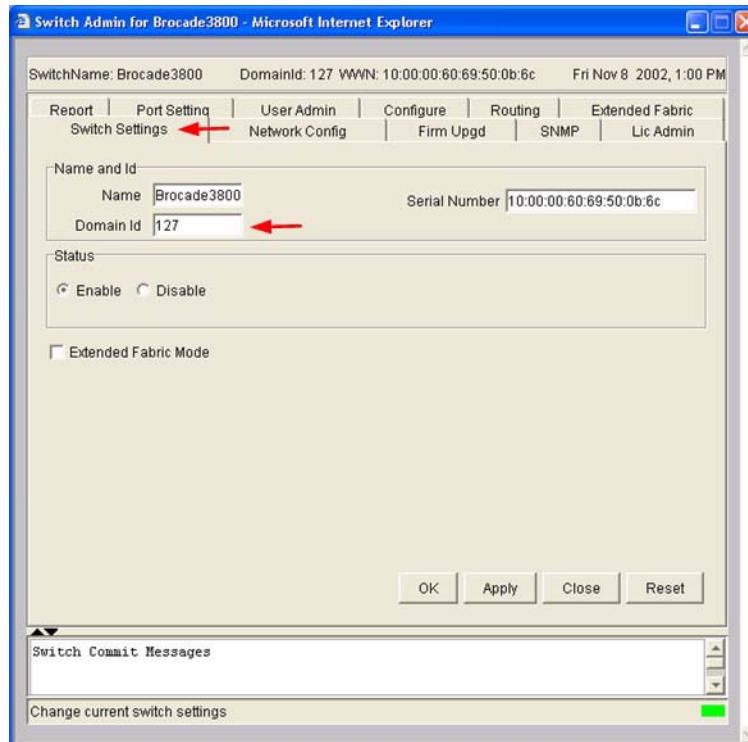 Switch Admin for Brocade3800 - Microsoft Internet Explorer
SwitchName: Brocade3800 DomainId: 127 WWN: 10:00:00:60:69:50:0b:6c Fri Nov 8 2002, 1:00 PM
Report Port Setting User Admin Configure Routing Extended Fabric
Switch Settings Network Config Firm Upgd SNMP Lic Admin
Name and Id
Name Brocade3800 Serial Number 10:00:00:60:69:50:0b:6c
Domain Id 127
Status
Enable Disable
Extended Fabric Mode
OK Apply Close Reset
Switch Commit Messages
Change current switch settings